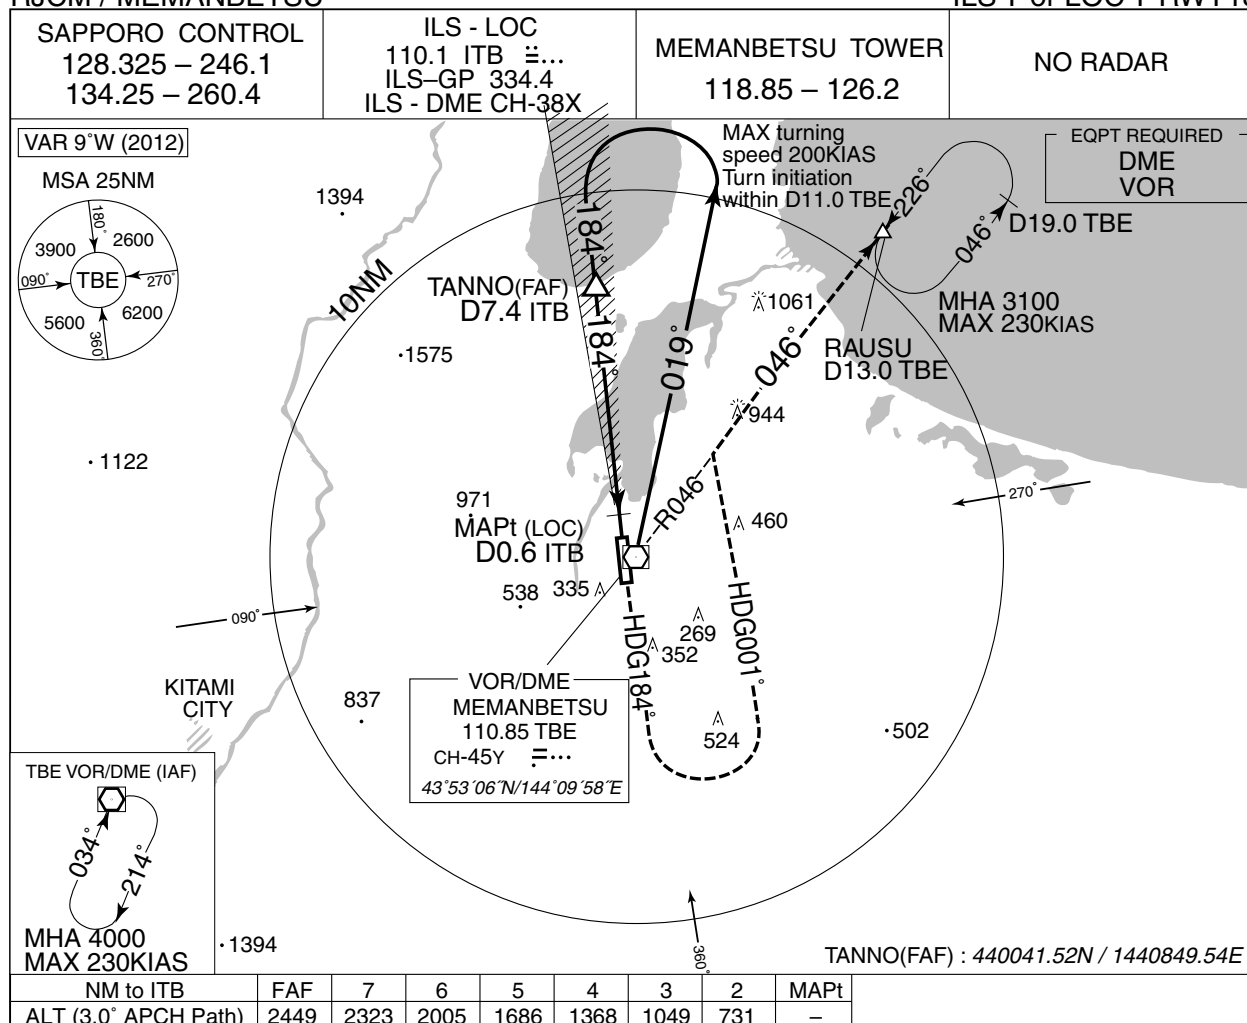 RJCM / MEMANBETSU
SAPPORO CONTROL
128.325 – 246.1
134.25 – 260.4
ILS - LOC
110.1 ITB
ILS–GP 334.4
ILS - DME CH-38X
MEMANBETSU TOWER
118.85 – 126.2
NO RADAR
VAR 9˚W (2012)
MSA 25NM
180˚
3900
2600
090˚
TBE
270˚
5600
6200
360˚
1394
10NM
MAX turning
speed 200KIAS
Turn initiation
within D11.0 TBE
EQPT REQUIRED
DME
VOR
226˚
046˚
D19.0 TBE
184˚
TANNO(FAF)
D7.4 ITB
184˚
019˚
1061
MHA 3100
MAX 230KIAS
RAUSU
D13.0 TBE
046˚
1575
944
1122
971
MAPt (LOC)
D0.6 ITB
R046
460
270˚
538
335
090˚
HDG184˚
269
352
HDG001˚
524
502
KITAMI
CITY
837
VOR/DME
MEMANBETSU
110.85 TBE
CH-45Y
43˚53´06˝N/144˚09´58˝E
TBE VOR/DME (IAF)
034˚
214˚
MHA 4000
MAX 230KIAS
1394
360˚
TANNO(FAF) : 440041.52N / 1440849.54E
NM to ITB FAF 7 6 5 4 3 2 MAPt
ALT (3.0˚ APCH Path) 2449 2323 2005 1686 1368 1049 731 –